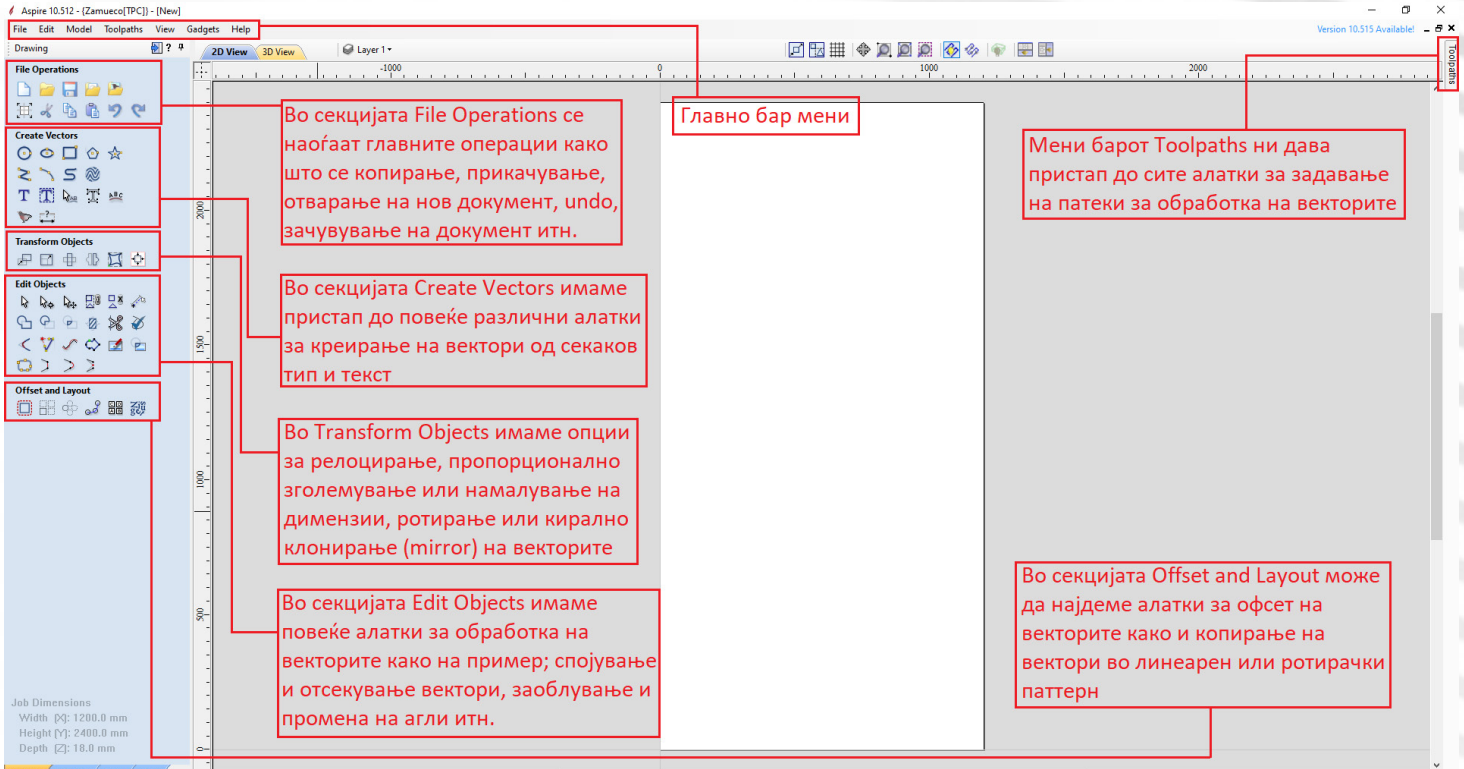 Aspire 10.512 - {Zamueco[TPC]} - [New]
File Edit Model Toolpaths View Gadgets Help
Version 10.515 Available!
Drawing
2D View 3D View Layer 1
Toolpaths
-1000 0 1000 2000
File Operations
Create Vectors
Transform Objects
Edit Objects
Offset and Layout
2000
1500
1000
500
0
Главно бар мени
Во секцијата File Operations се
наоѓаат главните операции како
што се копирање, прикачување,
отварање на нов документ, undo,
зачувување на документ итн.
Мени барот Toolpaths ни дава
пристап до сите алатки за задавање
на патеки за обработка на векторите
Во секцијата Create Vectors имаме
пристап до повеќе различни алатки
за креирање на вектори од секаков
тип и текст
Во Transform Objects имаме опции
за релоцирање, пропорционално
зголемување или намалување на
димензии, ротирање или кирално
клонирање (mirror) на векторите
Во секцијата Edit Objects имаме
повеќе алатки за обработка на
векторите како на пример; спојување
и отсекување вектори, заоблување и
промена на агли итн.
Во секцијата Offset and Layout може
да најдеме алатки за офсет на
векторите како и копирање на
вектори во линеарен или ротирачки
паттерн
Job Dimensions
Width [X]: 1200.0 mm
Height [Y]: 2400.0 mm
Depth [Z]: 18.0 mm